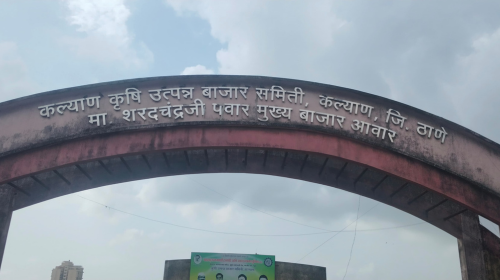 कल्याण कृषि उत्पन्न बाजार समिती, कल्याण, जि. ठाणे
मा. शरदचंद्रजी पवार मुख्य बाजार आवार